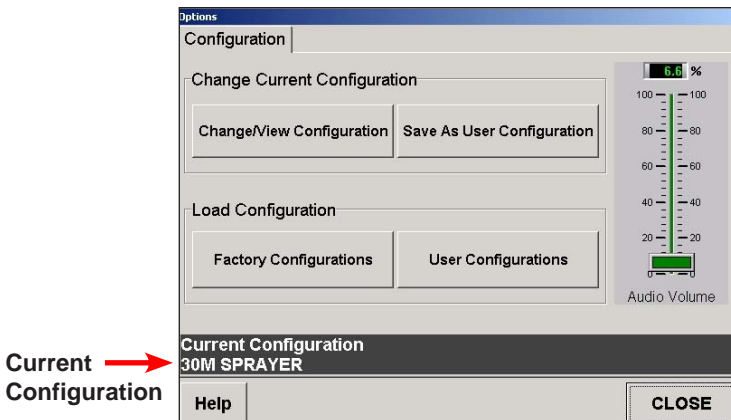 Options
Configuration
Change Current Configuration
Change/View Configuration
Save As User Configuration
Load Configuration
Factory Configurations
User Configurations
6.6 %
100 100
80 80
60 60
40 40
20 20
0 0
Audio Volume
Current Configuration
30M SPRAYER
Help
CLOSE
Current
Configuration